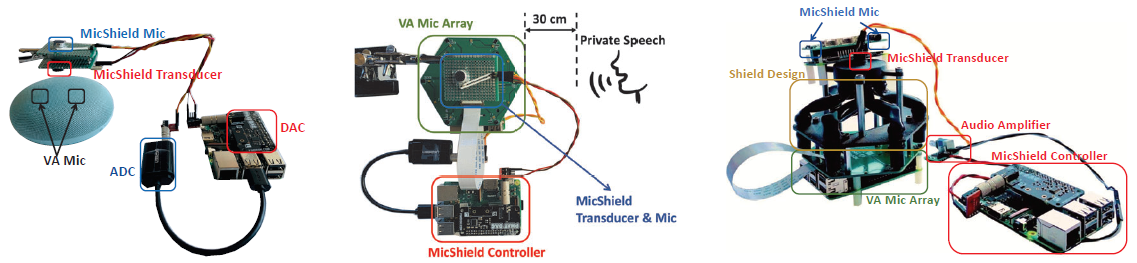 MicShield Mic
MicShield Transducer
VA Mic
ADC
DAC
VA Mic Array
30 cm
Private Speech
MicShield
Transducer & Mic
MicShield Controller
MicShield Mic
MicShield Transducer
Shield Design
Audio Amplifier
MicShield Controller
VA Mic Array